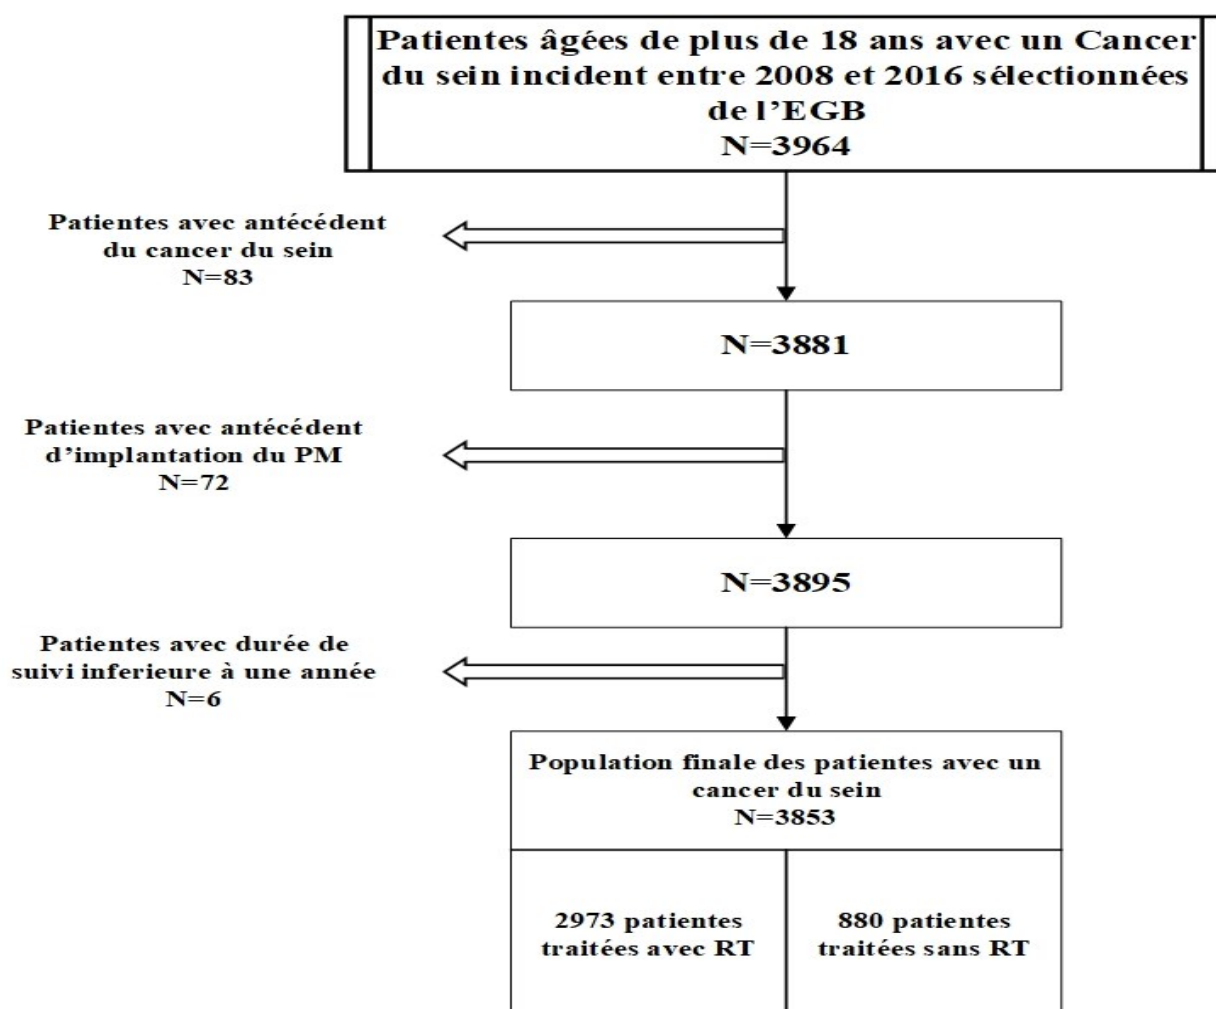 Patientes âgées de plus de 18 ans avec un Cancer
du sein incident entre 2008 et 2016 sélectionnées
de l'EGB
N=3964
Patientes avec antécédent
du cancer du sein
N=83
N=3881
Patientes avec antécédent
d'implantation du PM
N=72
N=3895
Patientes avec durée de
suivi inferieure à une année
N=6
Population finale des patientes avec un
cancer du sein
N=3853
2973 patientes
traitées avec RT
880 patientes
traitées sans RT